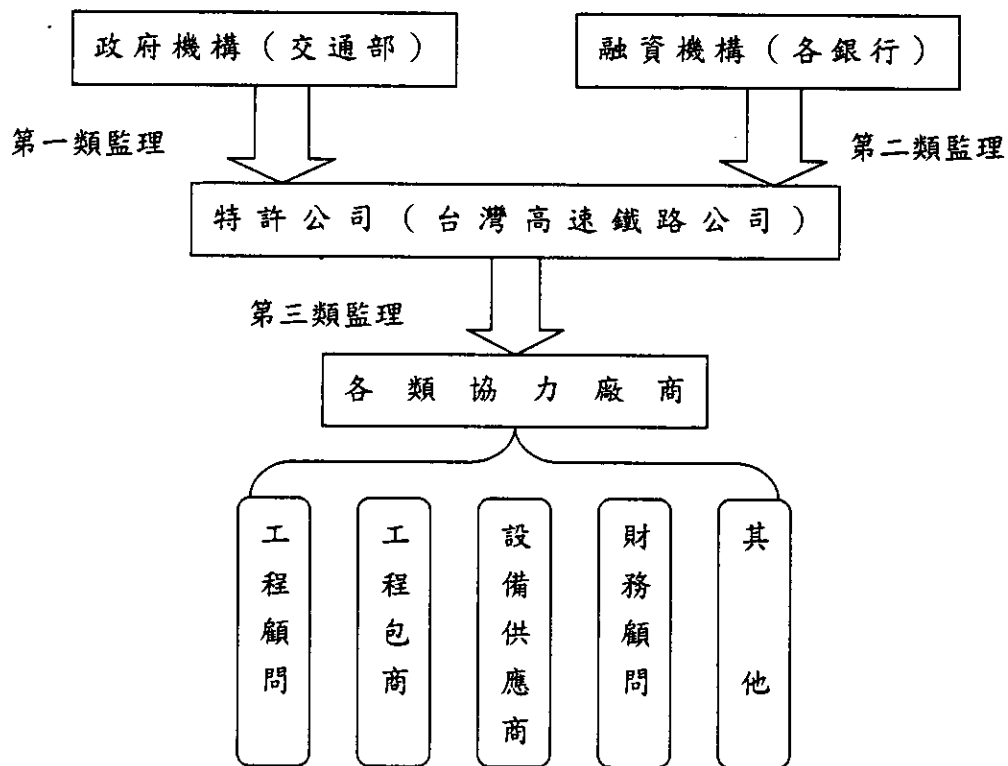 政府機構(交通部)
融資機構(各銀行)
第一類監理
第二類監理
特許公司(台灣高速鐵路公司)
第三類監理
各類協力廠商
工程顧問
工程包商
設備供應商
財務顧問
其他